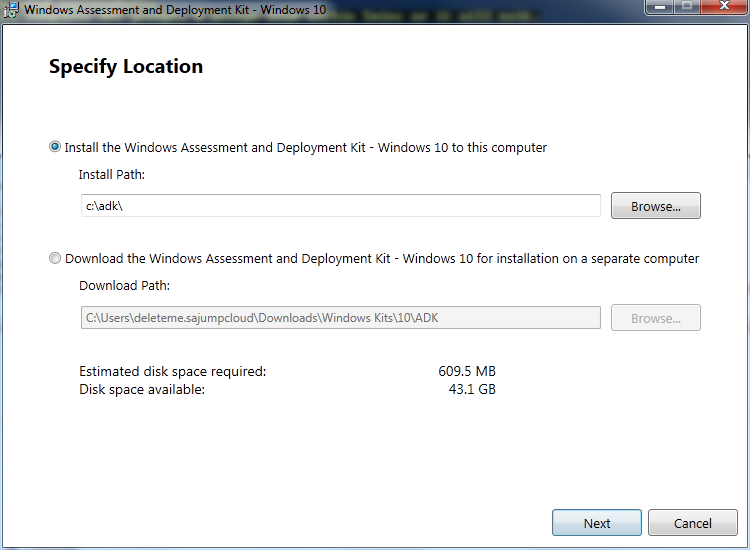 Windows Assessment and Deployment Kit - Windows 10
Specify Location
Install the Windows Assessment and Deployment Kit - Windows 10 to this computer
Install Path:
c:\adk\
Browse...
Download the Windows Assessment and Deployment Kit - Windows 10 for installation on a separate computer
Download Path:
C:\Users\deleteme.sajumpcloud\Downloads\Windows Kits\10\ADK
Browse...
Estimated disk space required: 609.5 MB
Disk space available: 43.1 GB
Next
Cancel